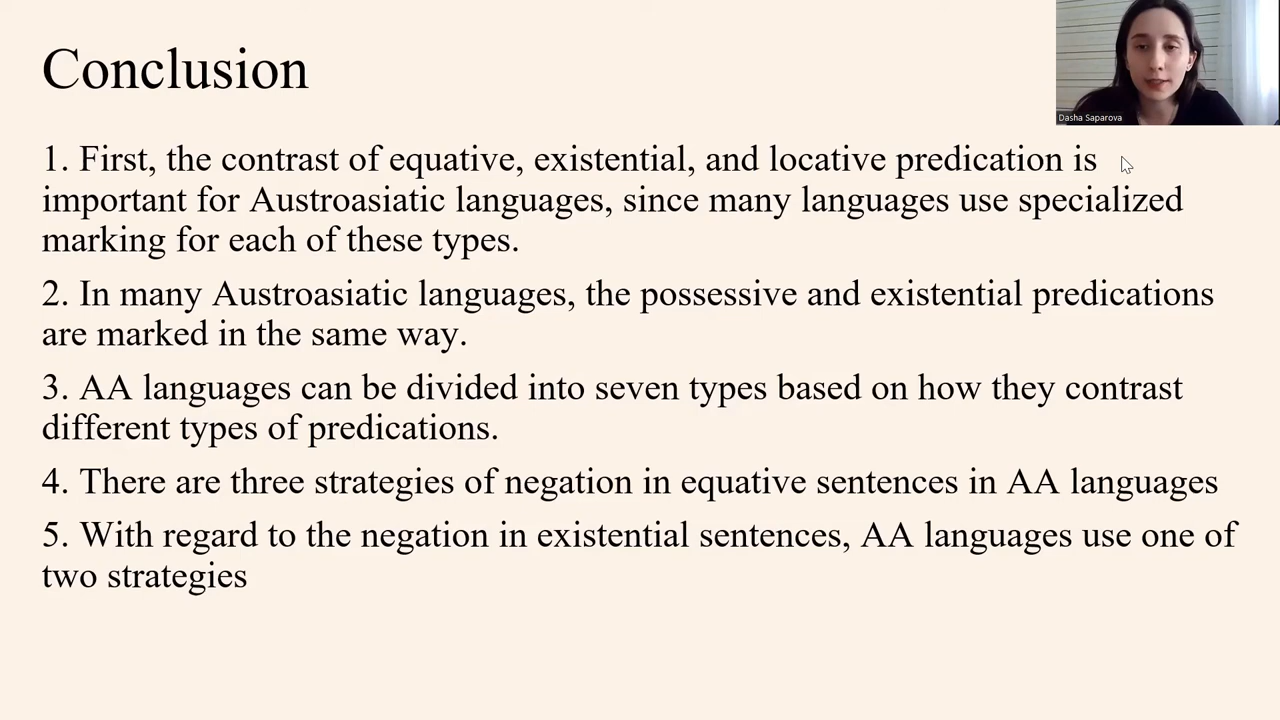 Conclusion
Dasha Saparova
1. First, the contrast of equative, existential, and locative predication is
important for Austroasiatic languages, since many languages use specialized
marking for each of these types.
2. In many Austroasiatic languages, the possessive and existential predications
are marked in the same way.
3. AA languages can be divided into seven types based on how they contrast
different types of predications.
4. There are three strategies of negation in equative sentences in AA languages
5. With regard to the negation in existential sentences, AA languages use one of
two strategies